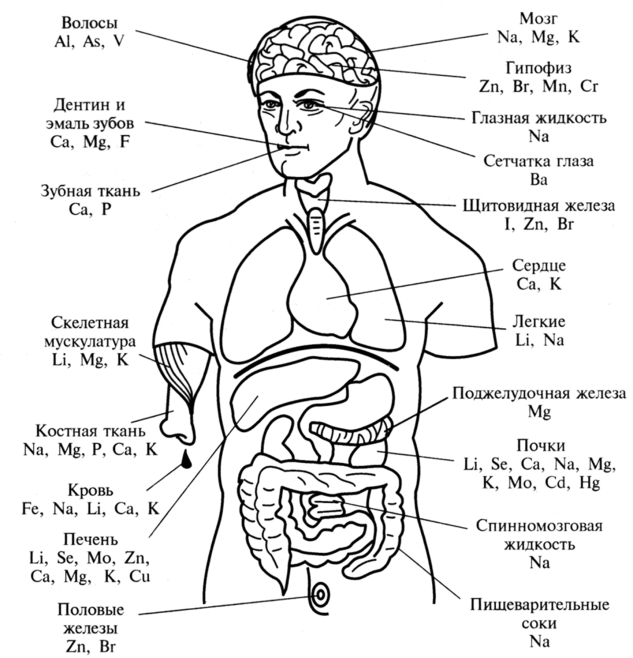 Волосы
Al, As, V
Дентин и
эмаль зубов
Ca, Mg, F
Зубная ткань
Ca, P
Скелетная
мускулатура
Li, Mg, K
Костная ткань
Na, Mg, P, Ca, K
Кровь
Fe, Na, Li, Ca, K
Печень
Li, Se, Mo, Zn,
Ca, Mg, K, Cu
Половые
железы
Zn, Br
Мозг
Na, Mg, K
Гипофиз
Zn, Br, Mn, Cr
Глазная жидкость
Na
Сетчатка глаза
Ba
Щитовидная железа
I, Zn, Br
Сердце
Ca, K
Легкие
Li, Na
Поджелудочная железа
Mg
Почки
Li, Se, Ca, Na, Mg,
K, Mo, Cd, Hg
Спинномозговая
жидкость
Na
Пищеварительные
соки
Na